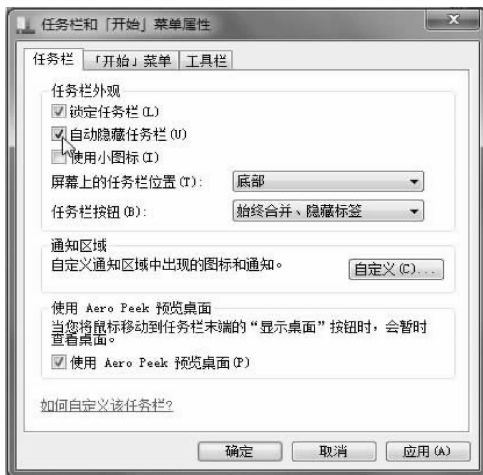 任务栏和「开始」菜单属性
任务栏 「开始」菜单 工具栏
任务栏外观
锁定任务栏(L)
自动隐藏任务栏(U)
使用小图标(I)
屏幕上的任务栏位置(T): 底部
任务栏按钮(B): 始终合并、隐藏标签
通知区域
自定义通知区域中出现的图标和通知。 自定义(C)...
使用 Aero Peek 预览桌面
当您将鼠标移动到任务栏末端的“显示桌面”按钮时，会暂时
查看桌面。
使用 Aero Peek 预览桌面(P)
如何自定义该任务栏?
确定 取消 应用(A)